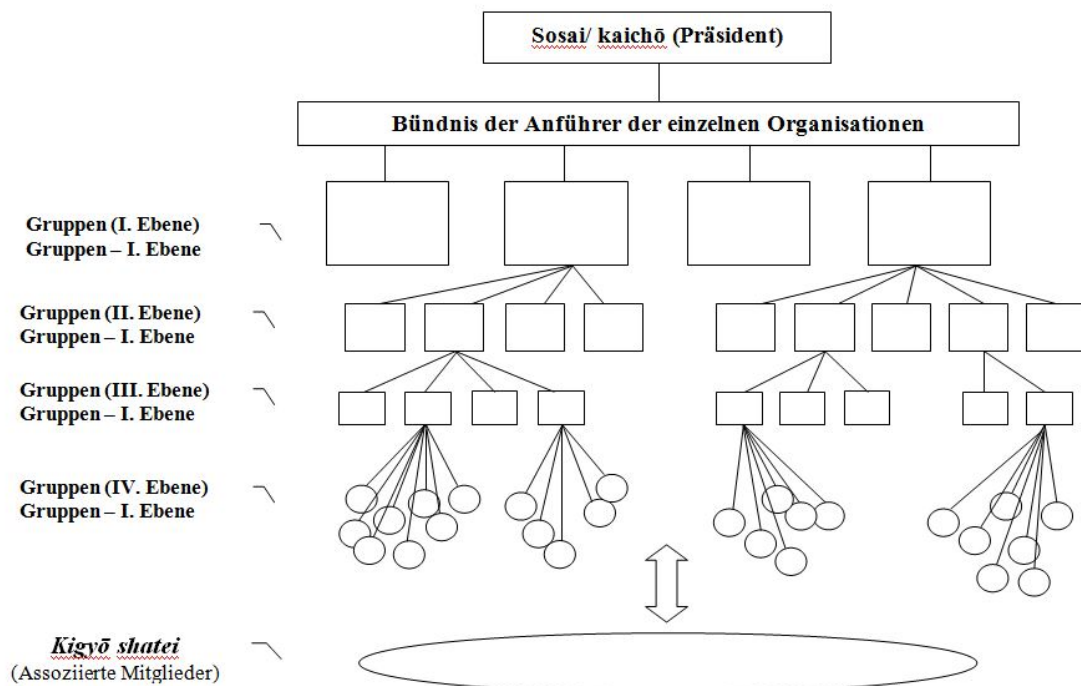 Sosai/ kaichō (Präsident)
Bündnis der Anführer der einzelnen Organisationen
Gruppen (I. Ebene)
Gruppen – I. Ebene
Gruppen (II. Ebene)
Gruppen – I. Ebene
Gruppen (III. Ebene)
Gruppen – I. Ebene
Gruppen (IV. Ebene)
Gruppen – I. Ebene
Kigyō shatei
(Assoziierte Mitglieder)